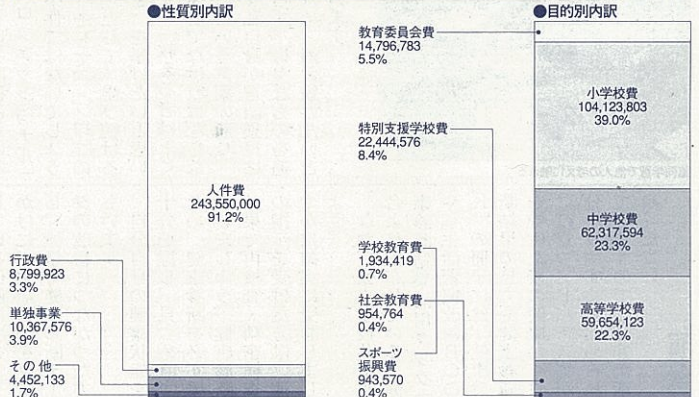 ●性質別内訳
人件費
243,550,000
91.2%
行政費
8,799,923
3.3%
単独事業
10,367,576
3.9%
その他
4,452,133
1.7%
●目的別内訳
教育委員会費
14,796,783
5.5%
小学校費
104,123,803
39.0%
特別支援学校費
22,444,576
8.4%
中学校費
62,317,594
23.3%
学校教育費
1,934,419
0.7%
社会教育費
954,764
0.4%
高等学校費
59,654,123
22.3%
スポーツ
振興費
943,570
0.4%